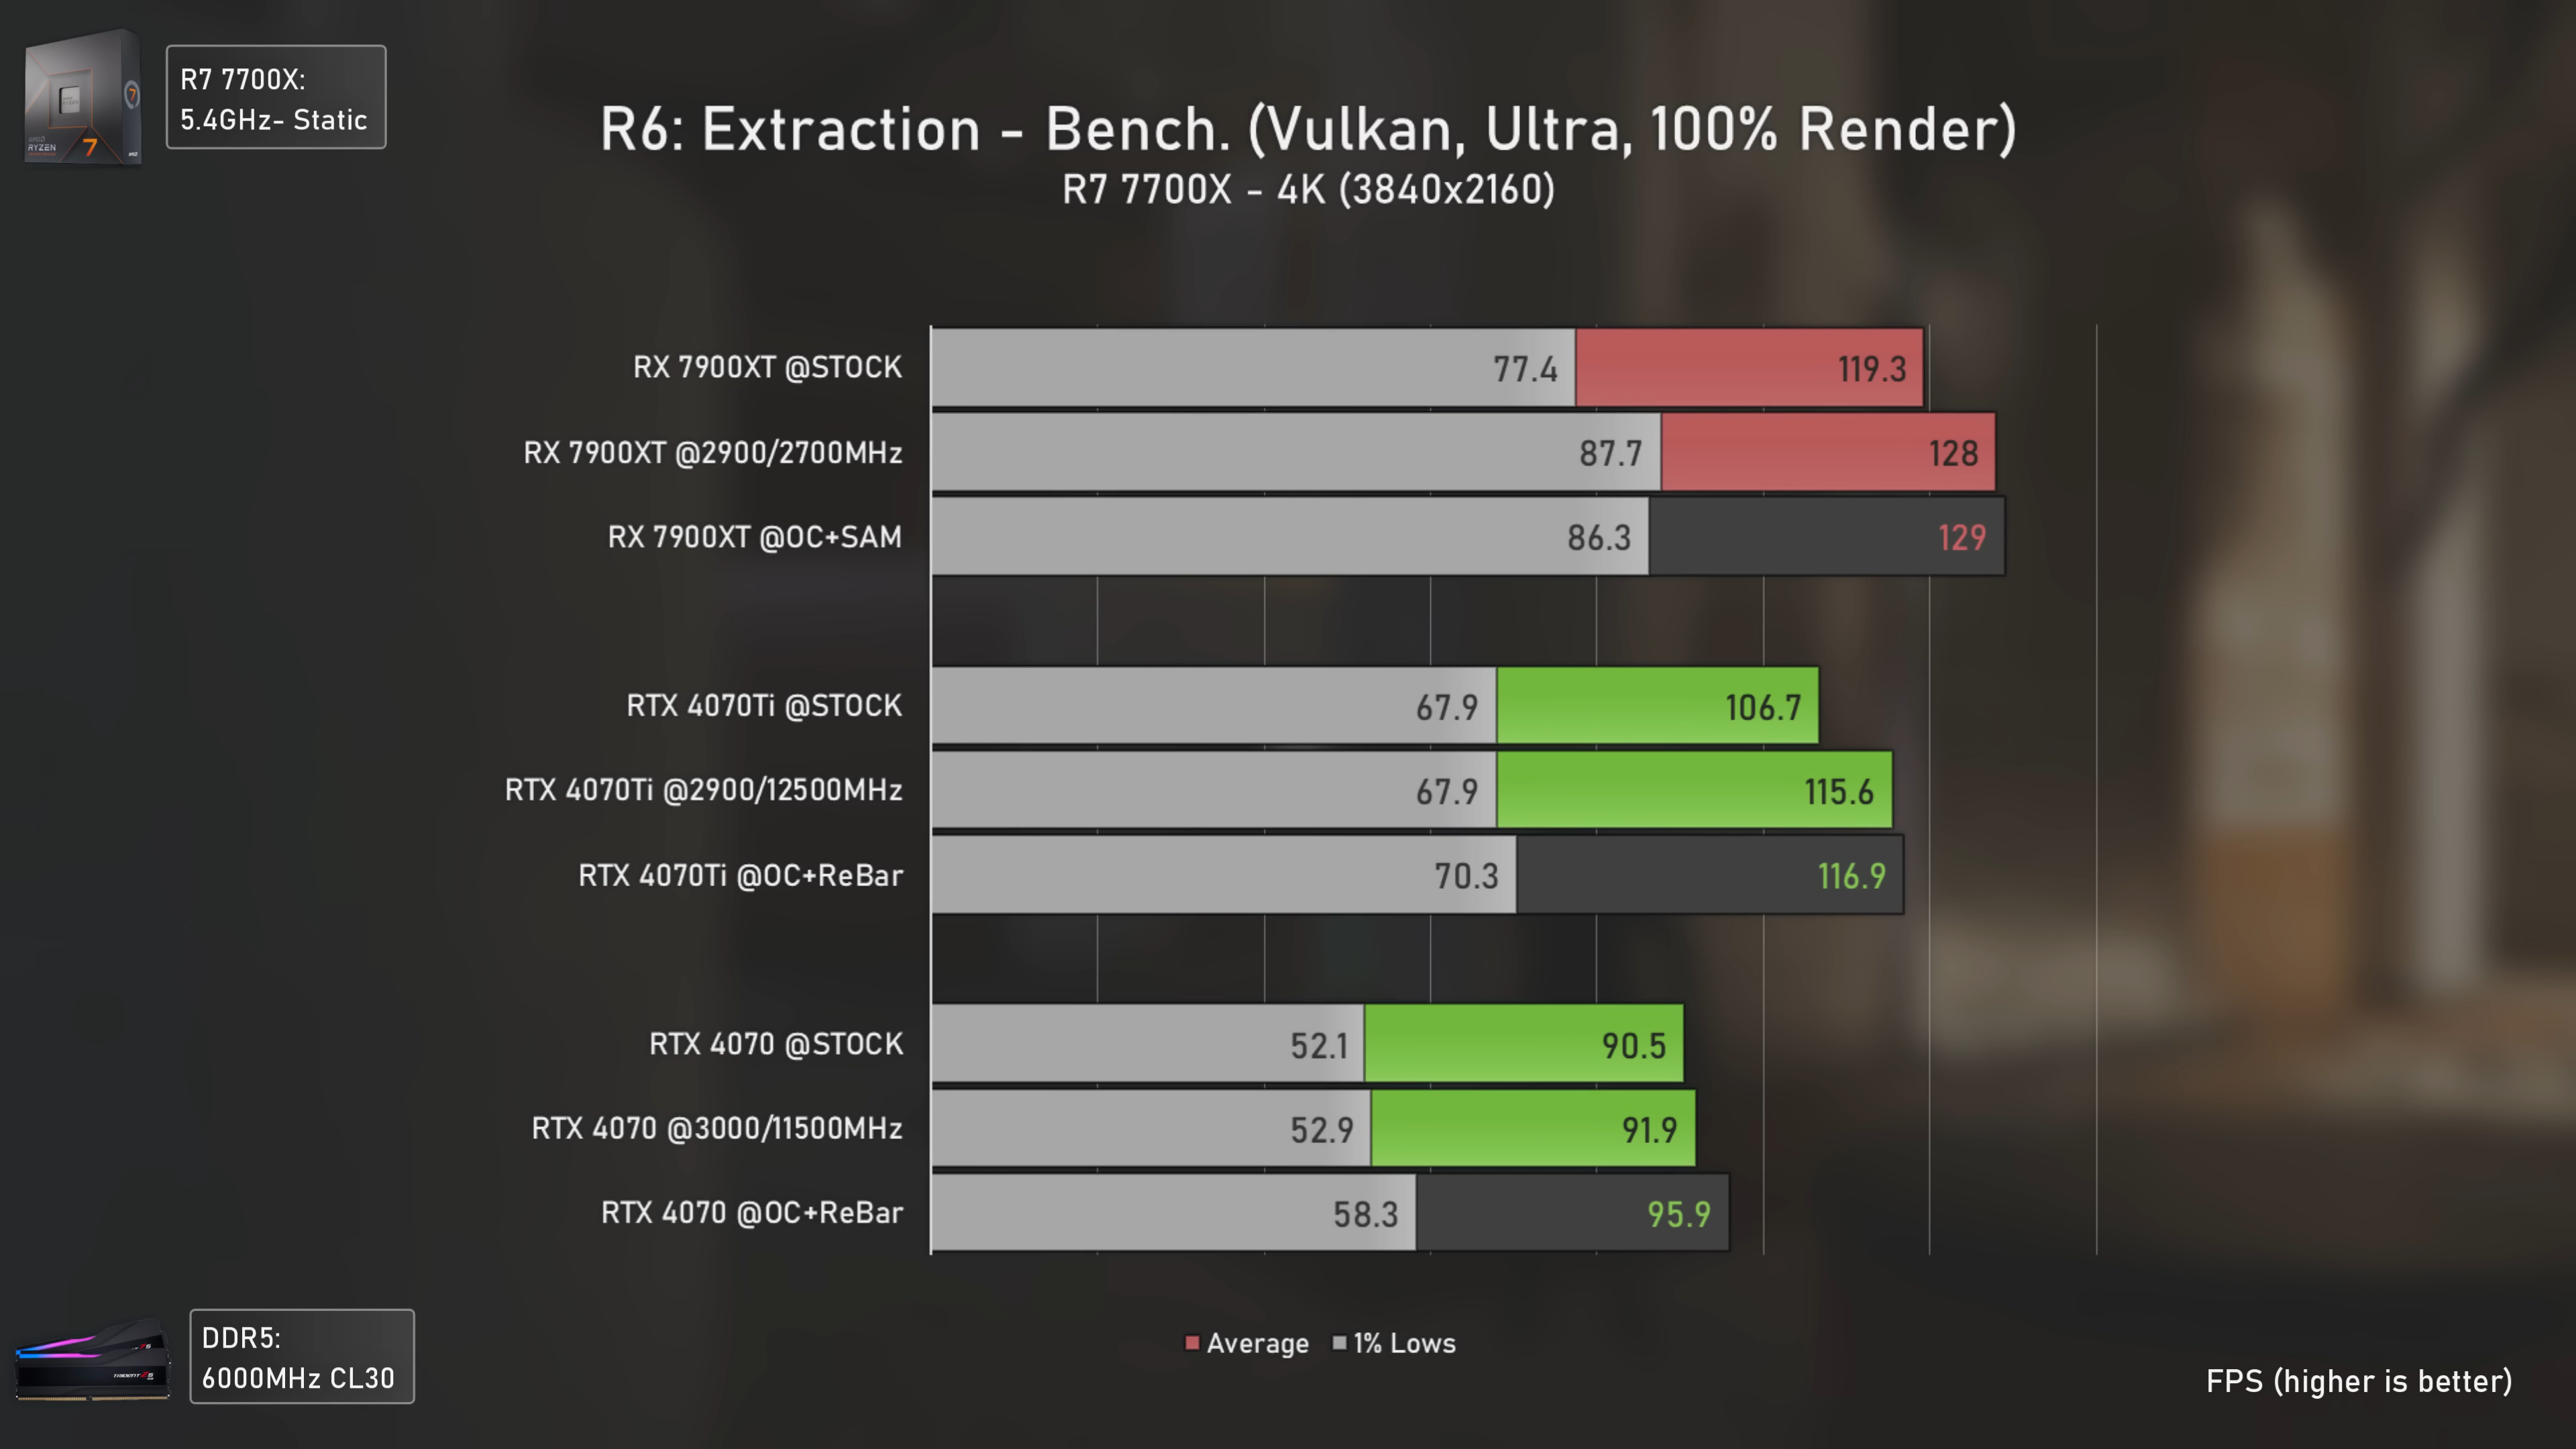 R7 7700X:
5.4GHz- Static
RYZEN
7
R6: Extraction - Bench. (Vulkan, Ultra, 100% Render)
R7 7700X - 4K (3840x2160)
RX 7900XT @STOCK 77.4 119.3
RX 7900XT @2900/2700MHz 87.7 128
RX 7900XT @OC+SAM 86.3 129
RTX 4070Ti @STOCK 67.9 106.7
RTX 4070Ti @2900/12500MHz 67.9 115.6
RTX 4070Ti @OC+ReBar 70.3 116.9
RTX 4070 @STOCK 52.1 90.5
RTX 4070 @3000/11500MHz 52.9 91.9
RTX 4070 @OC+ReBar 58.3 95.9
Average 1% Lows
DDR5:
6000MHz CL30
FPS (higher is better)